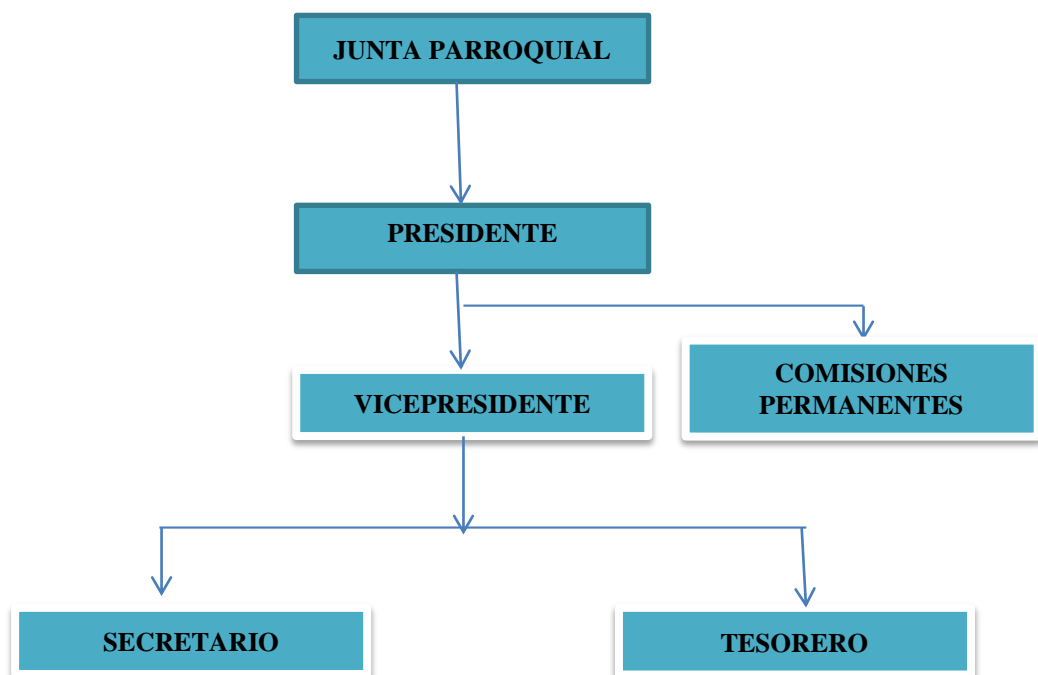 JUNTA PARROQUIAL
PRESIDENTE
VICEPRESIDENTE
COMISIONES
PERMANENTES
SECRETARIO
TESORERO